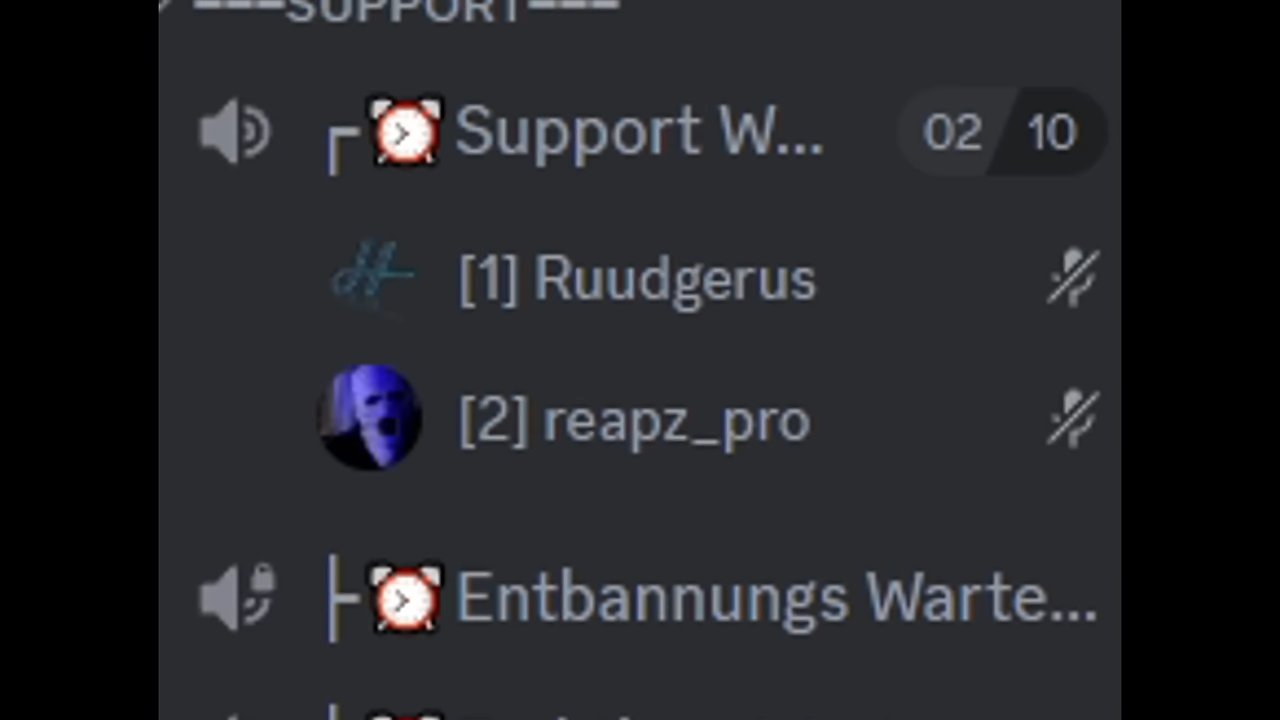 ===SUPPORT===
┌⏰Support W... 02 10
[1] Ruudgerus
[2] reapz_pro
├⏰Entbannungs Warte...